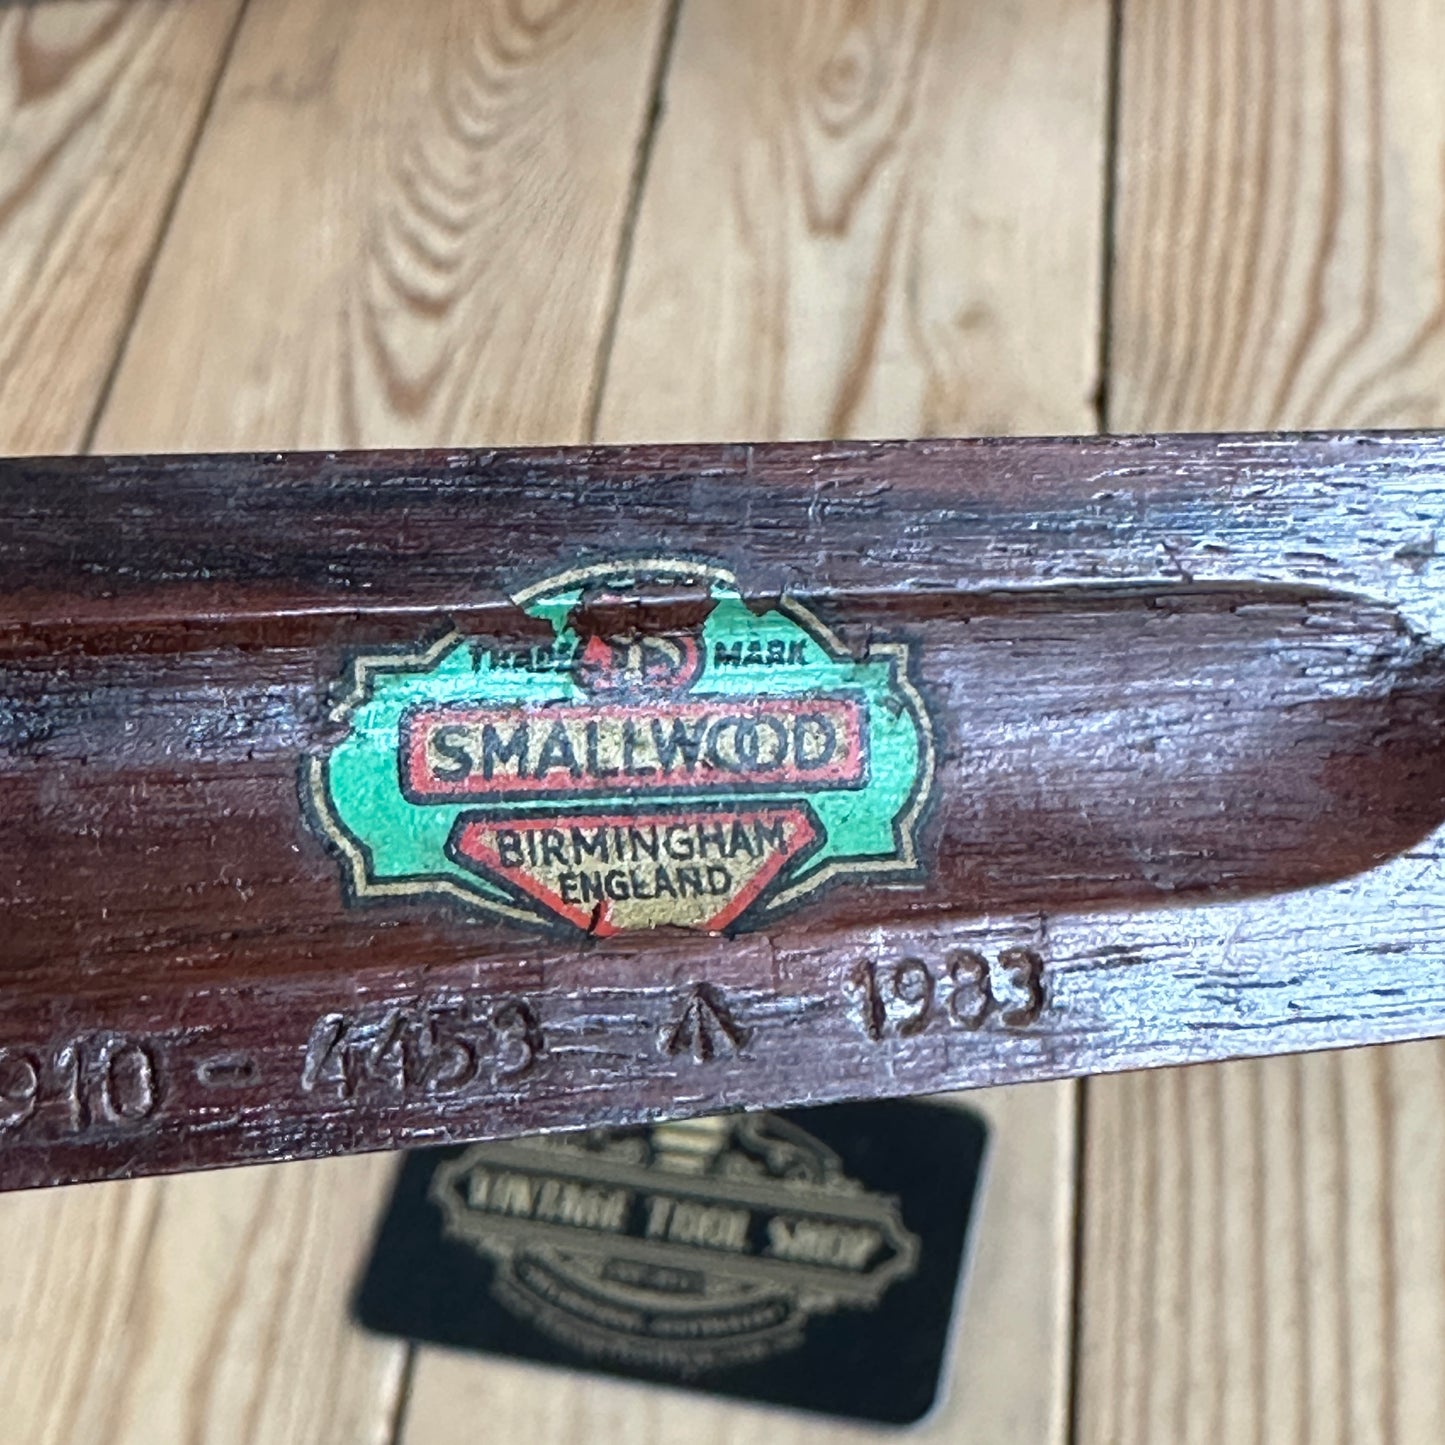 TRADE MARK
SMALLWOOD
BIRMINGHAM
ENGLAND
910 - 4453 1983
VINTAGE TOOL SHOP